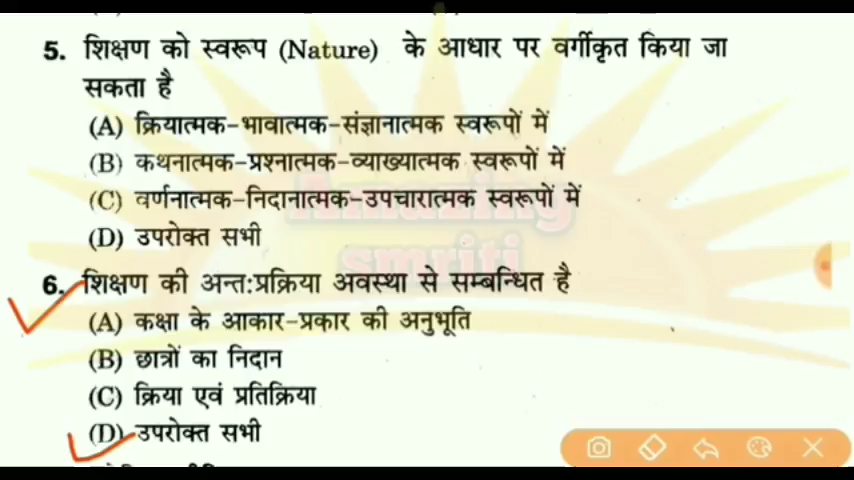 5. शिक्षण को स्वरूप (Nature) के आधार पर वर्गीकृत किया जा
सकता है
(A) क्रियात्मक-भावात्मक-संज्ञानात्मक स्वरूपों में
(B) कथनात्मक-प्रश्नात्मक-व्याख्यात्मक स्वरूपों में
(C) वर्णनात्मक-निदानात्मक-उपचारात्मक स्वरूपों में
(D) उपरोक्त सभी
Amazing
smriti
6. शिक्षण की अन्त:प्रक्रिया अवस्था से सम्बन्धित है
(A) कक्षा के आकार-प्रकार की अनुभूति
(B) छात्रों का निदान
(C) क्रिया एवं प्रतिक्रिया
(D) उपरोक्त सभी